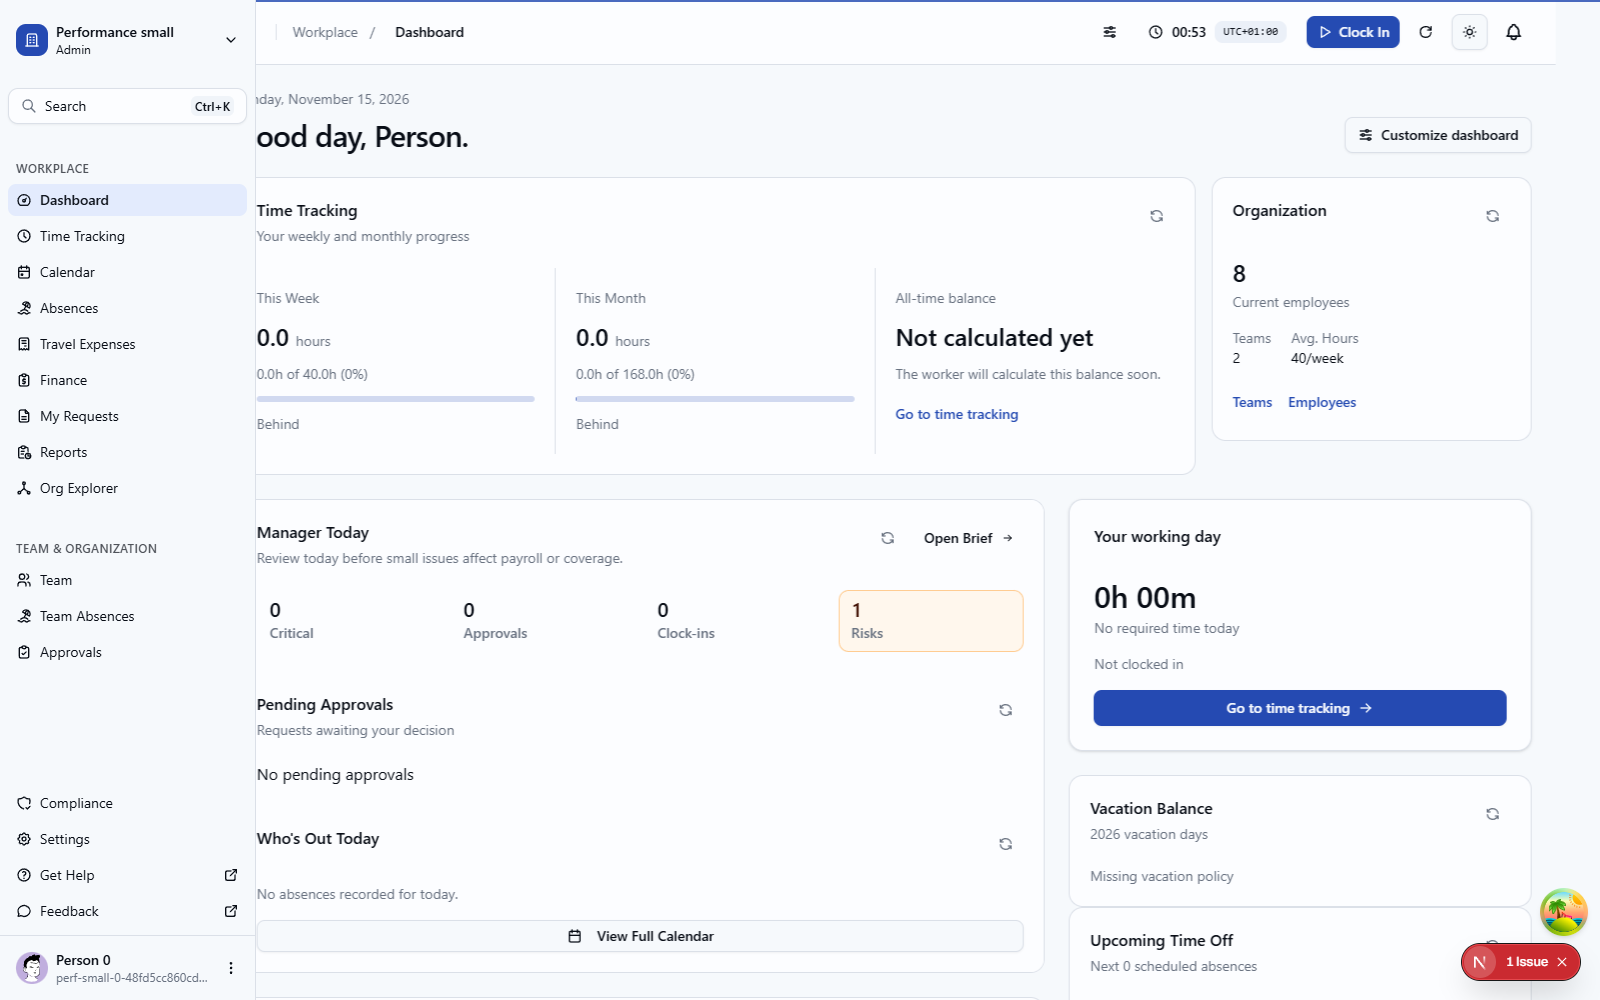 Performance small
Admin
Search
Ctrl+K
WORKPLACE
Dashboard
Time Tracking
Calendar
Absences
Travel Expenses
Finance
My Requests
Reports
Org Explorer
TEAM & ORGANIZATION
Team
Team Absences
Approvals
Compliance
Settings
Get Help
Feedback
Person 0
perf-small-0-48fd5cc860cd...
Workplace / Dashboard
00:53 UTC+01:00
Clock In
nday, November 15, 2026
ood day, Person.
Customize dashboard
Time Tracking
Your weekly and monthly progress
This Week
0.0 hours
0.0h of 40.0h (0%)
Behind
This Month
0.0 hours
0.0h of 168.0h (0%)
Behind
All-time balance
Not calculated yet
The worker will calculate this balance soon.
Go to time tracking
Organization
8
Current employees
Teams
2
Avg. Hours
40/week
Teams
Employees
Manager Today
Review today before small issues affect payroll or coverage.
Open Brief
0
Critical
0
Approvals
0
Clock-ins
1
Risks
Pending Approvals
Requests awaiting your decision
No pending approvals
Who's Out Today
No absences recorded for today.
View Full Calendar
Your working day
0h 00m
No required time today
Not clocked in
Go to time tracking
Vacation Balance
2026 vacation days
Missing vacation policy
Upcoming Time Off
Next 0 scheduled absences
N 1 Issue